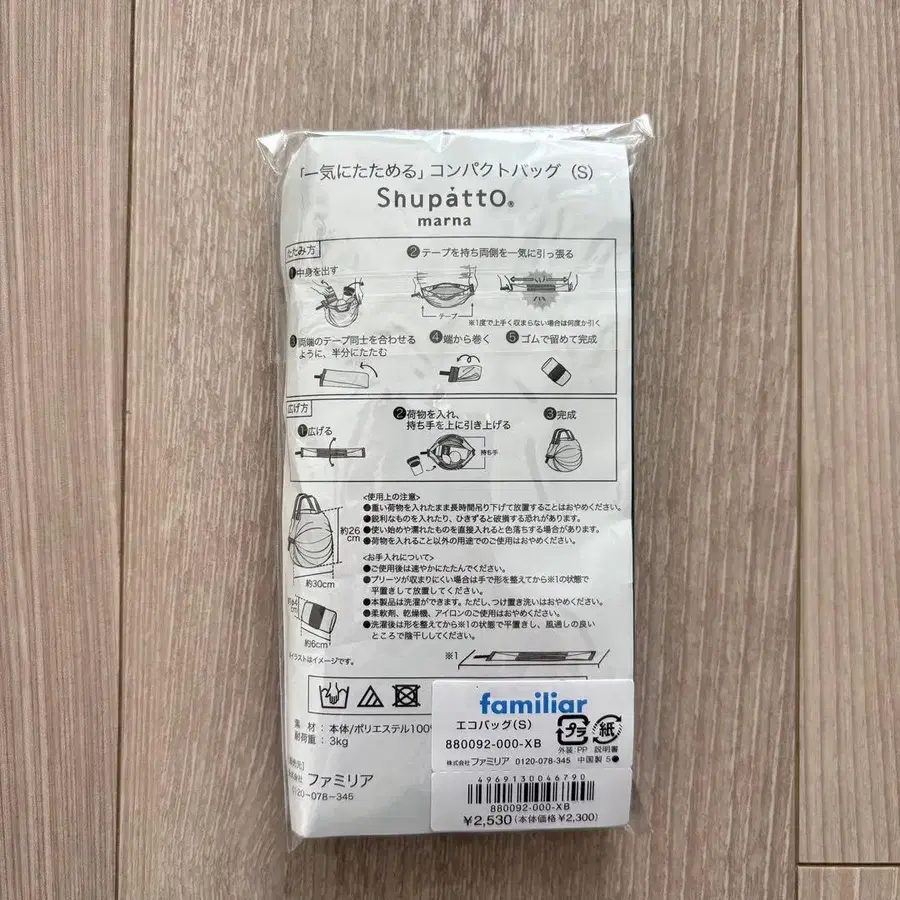 「一気にたためる」コンパクトバッグ（S）
Shupatto®
marna
たたみ方
❶中身を出す
❷テープを持ち両側を一気に引っ張る
テープ
※1度で上手く収まらない場合は何度か引く
❸両端のテープ同士を合わせる
ように、半分にたたむ
❹端から巻く
❺ゴムで留めて完成
広げ方
❶広げる
❷荷物を入れ、
持ち手を上に引き上げる
持ち手
③完成
約26
cm
約30cm
約6cm
※イラストはイメージです。
<使用上の注意>
●重い荷物を入れたまま長時間吊り下げて放置することはおやめください。
●鋭利なものを入れたり、ひきずると破損する恐れがあります。
●使い始めや濡れたものを直接入れると色落ちする場合があります。
●荷物を入れること以外の用途でのご使用はおやめください。
<お手入れについて>
●ご使用後は速やかにたたんでください。
●プリーツが収まりにくい場合は手で形を整えてから※1の状態で
平置きして放置してください。
●本製品は洗濯ができます。ただし、つけ置き洗いはおやめください。
●柔軟剤、乾燥機、アイロンのご使用はおやめください。
●洗濯後は形を整えてから※1の状態で平置きし、風通しの良い
ところで陰干ししてください。
※1
素材：本体/ポリエステル100%
耐荷重：3kg
ファミリア
0120-078-345
familiar
エコバッグ(S)
880092-000-XB
プラ
紙
外装:PP 説明書
株式会社 ファミリア 0120-078-345 中国製 5●
4969130046790
880092-000-XB
¥2,530(本体価格¥2,300)